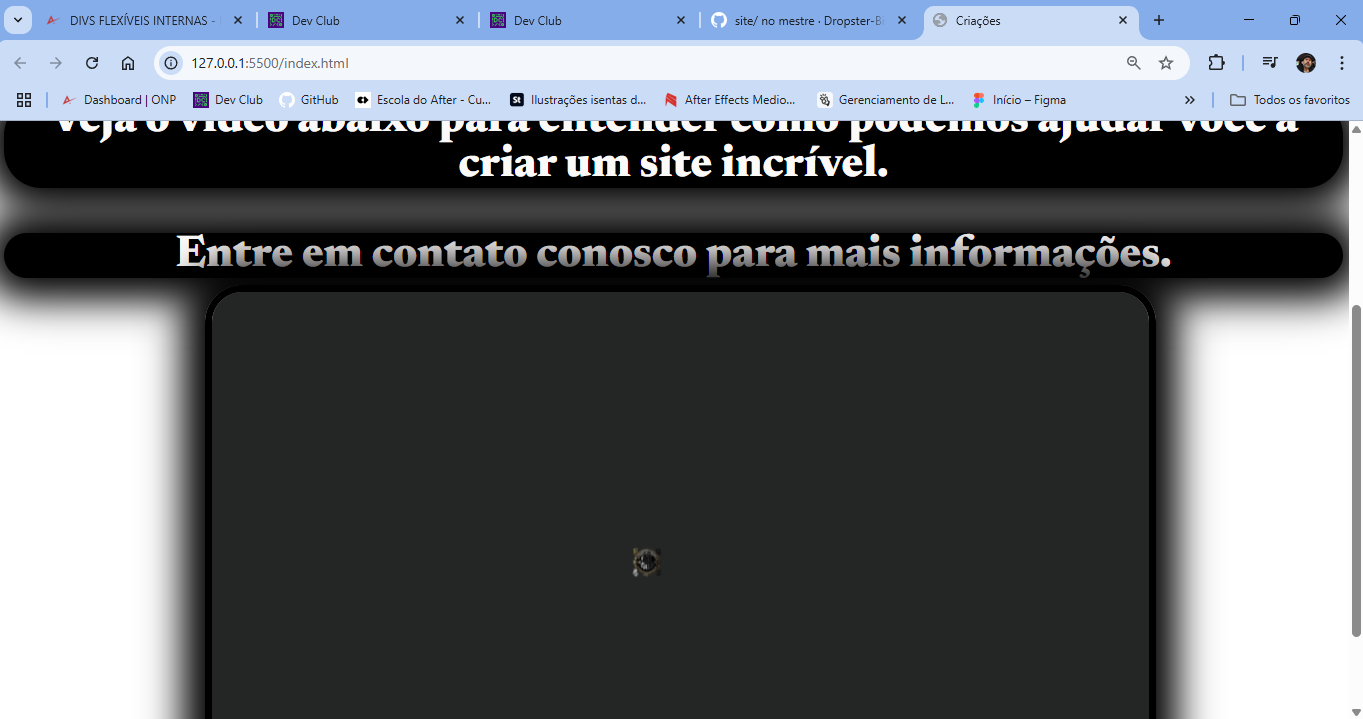 DIVS FLEXÍVEIS INTERNAS -
Dev Club
Dev Club
site/ no mestre · Dropster-Bi
Criações
127.0.0.1:5500/index.html
Dashboard | ONP
Dev Club
GitHub
Escola do After - Cu...
St
Ilustrações isentas d...
After Effects Medio...
Gerenciamento de L...
Início – Figma
Todos os favoritos
Veja o vídeo abaixo para entender como podemos ajudar você a
criar um site incrível.
Entre em contato conosco para mais informações.